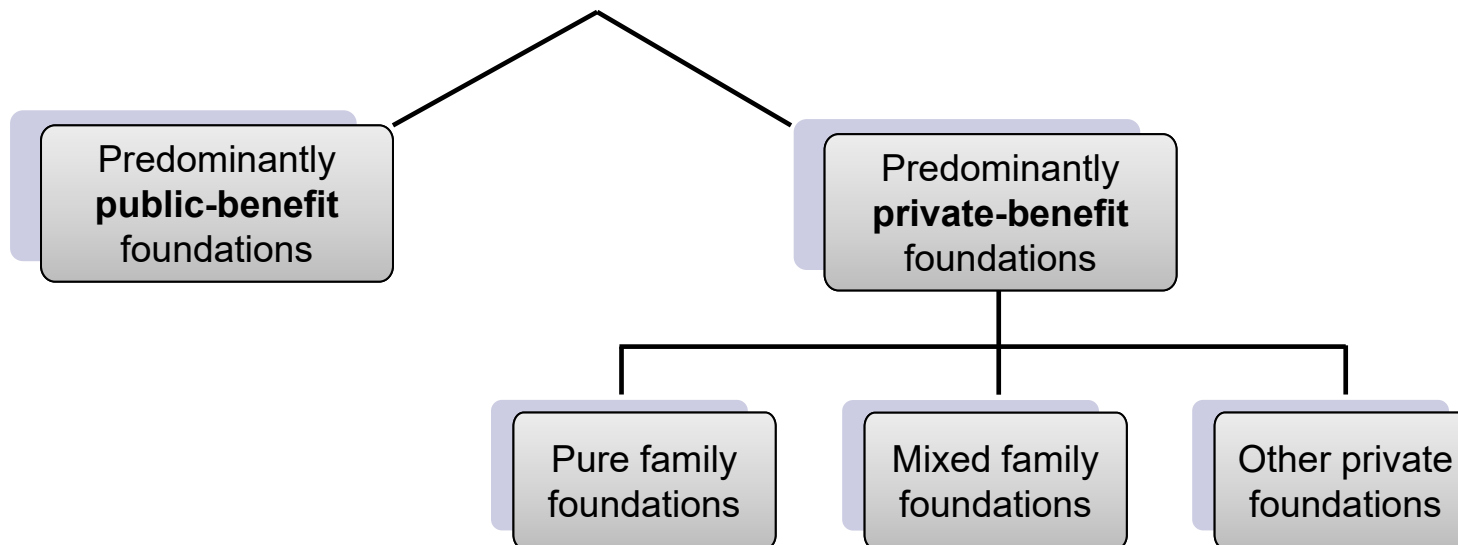 Predominantly
public-benefit
foundations
Predominantly
private-benefit
foundations
Pure family
foundations
Mixed family
foundations
Other private
foundations